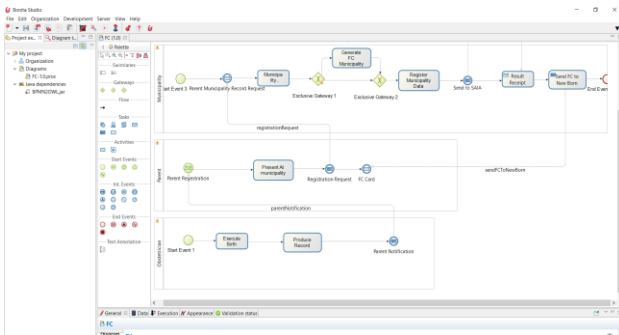 Bonita Studio
File Edit Organization Development Server View Help
Project ex...
Diagram t...
FC (1.0)
My project
Organization
Diagrams
FC-1.0.proc
Java dependencies
Palette
Swimlanes
Gateways
Flow
Tasks
Activities
Start Events
Int. Events
End Events
Text Annotation
Municipality
Start Event 3
Parent Municipality Record Request
Municipa
lity..
Exclusive Gateway 1
Generate
FC
Municipality
Exclusive Gateway 2
Register
Municipality
Data
Send to SAIA
Result
Receipt
Send FC to
New Born
End Even
registrationRequest
Parent
Parent Registration
Present At
municipality
Registration Request
FC Card
sendFCToNewBorn
parentNotification
Start Event 1
Execute
Birth
Produce
Record
Parent Notification
General
Data
Execution
Appearance
Validation status
FC
Diagram